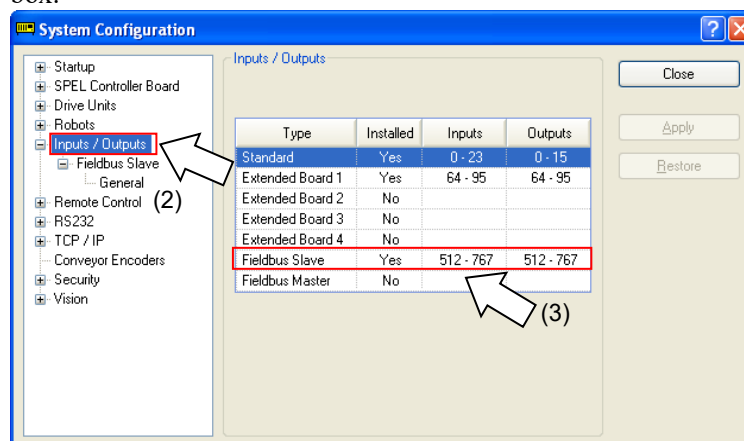 box.
System Configuration
Startup
SPEL Controller Board
Drive Units
Robots
Inputs / Outputs
Fieldbus Slave
General
Remote Control
RS232
TCP / IP
Conveyor Encoders
Security
Vision
(2)
Inputs / Outputs
Type Installed Inputs Outputs
Standard Yes 0 - 23 0 - 15
Extended Board 1 Yes 64 - 95 64 - 95
Extended Board 2 No
Extended Board 3 No
Extended Board 4 No
Fieldbus Slave Yes 512 - 767 512 - 767
Fieldbus Master No
(3)
Close
Apply
Restore